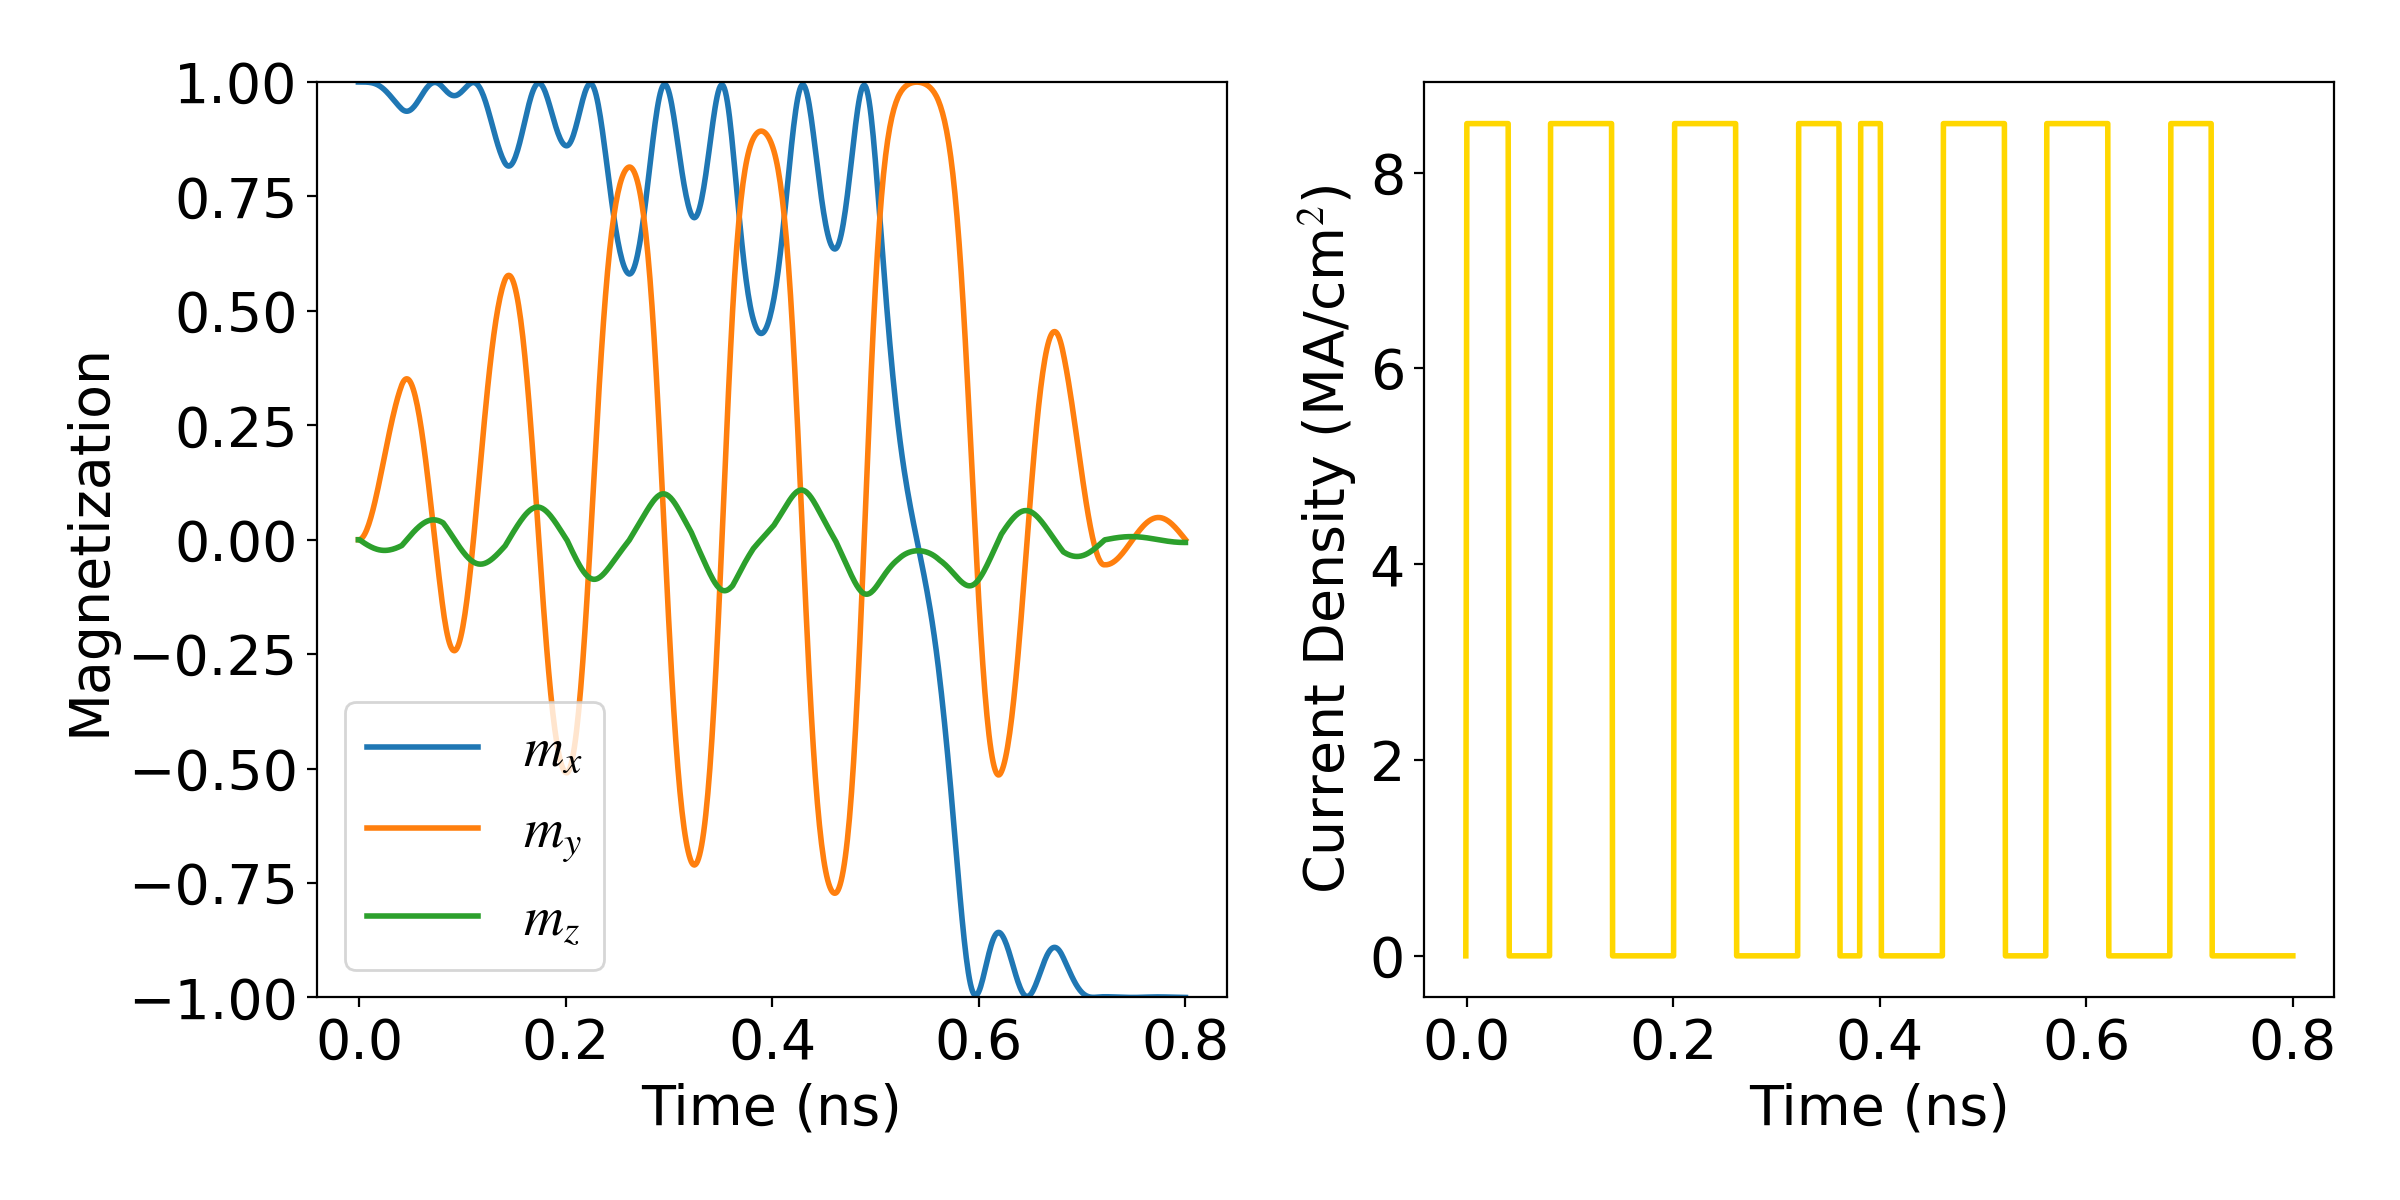 Magnetization
1.00
0.75
0.50
0.25
0.00
−0.25
−0.50
−0.75
−1.00
m_x
m_y
m_z
0.0 0.2 0.4 0.6 0.8
Time (ns)
Current Density (MA/cm²)
8
6
4
2
0
0.0 0.2 0.4 0.6 0.8
Time (ns)